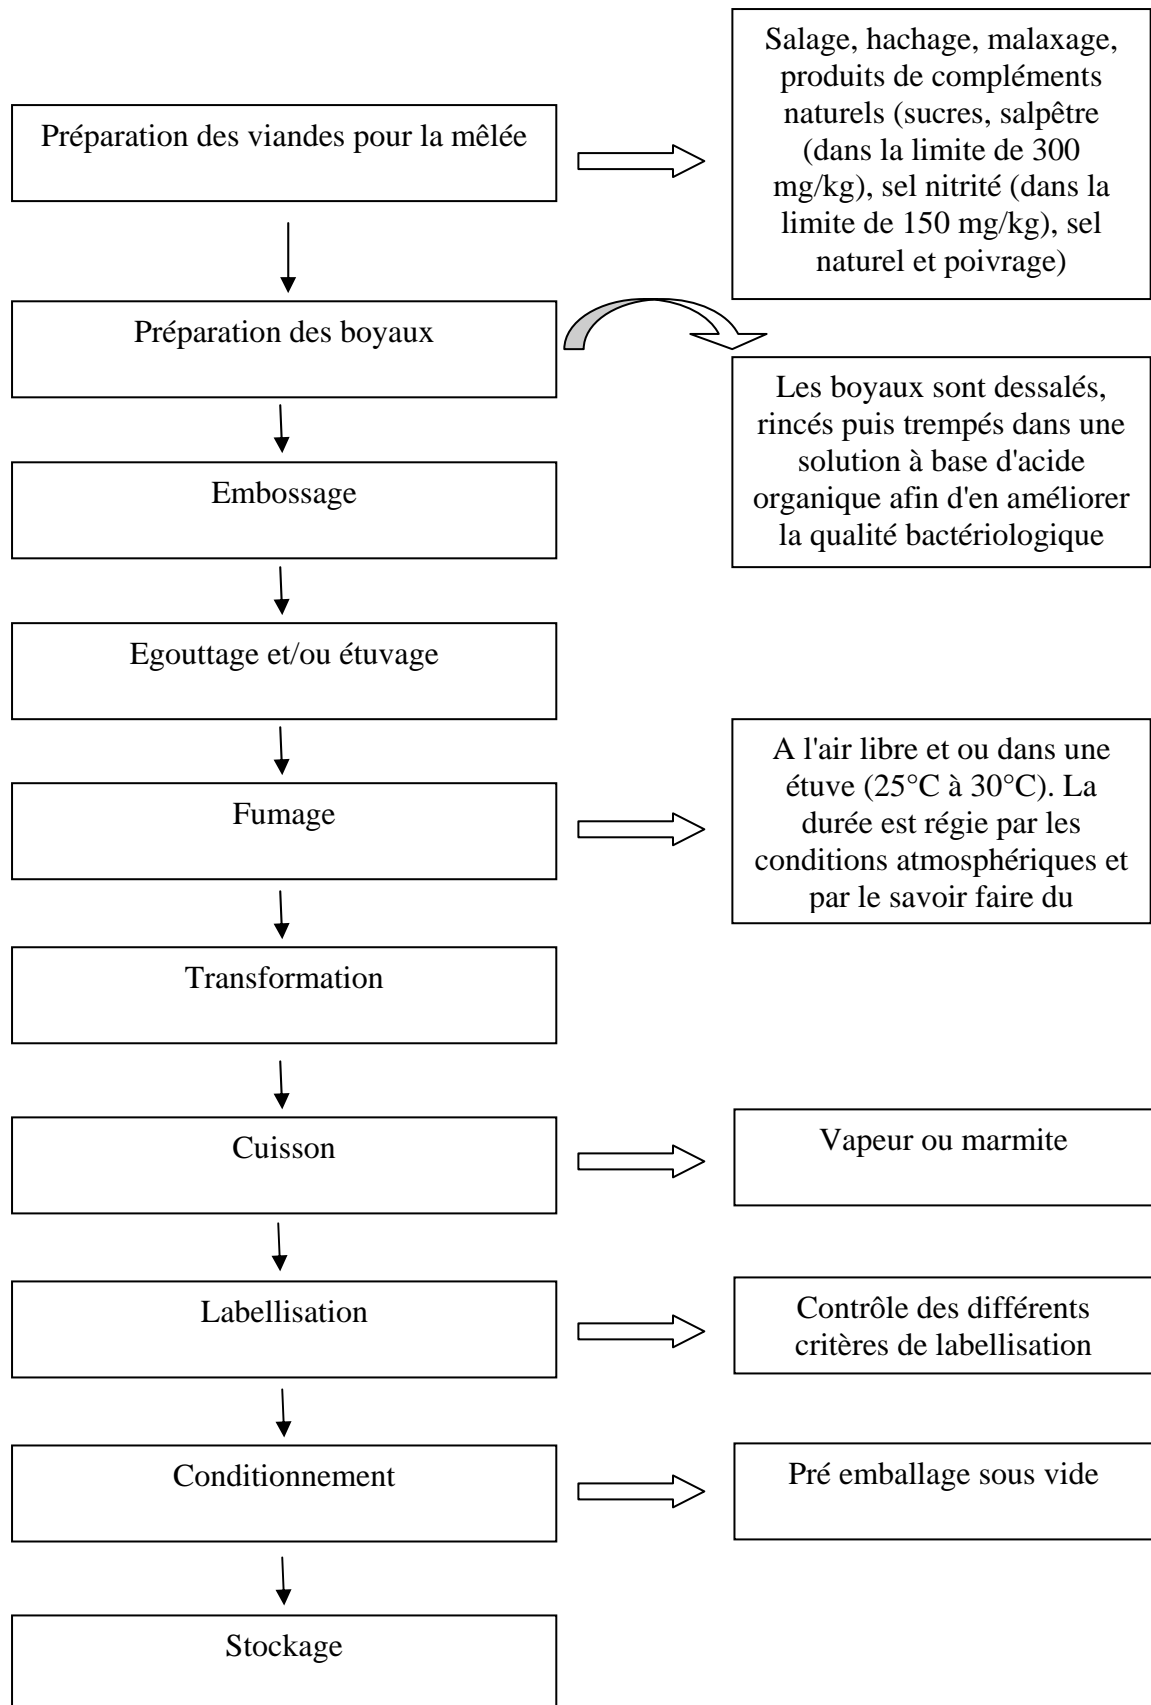 Préparation des viandes pour la mêlée
Salage, hachage, malaxage,
produits de compléments
naturels (sucres, salpêtre
(dans la limite de 300
mg/kg), sel nitrité (dans la
limite de 150 mg/kg), sel
naturel et poivrage)
Préparation des boyaux
Les boyaux sont dessalés,
rincés puis trempés dans une
solution à base d'acide
organique afin d'en améliorer
la qualité bactériologique
Embossage
Egouttage et/ou étuvage
Fumage
A l'air libre et ou dans une
étuve (25°C à 30°C). La
durée est régie par les
conditions atmosphériques et
par le savoir faire du
Transformation
Cuisson
Vapeur ou marmite
Labellisation
Contrôle des différents
critères de labellisation
Conditionnement
Pré emballage sous vide
Stockage